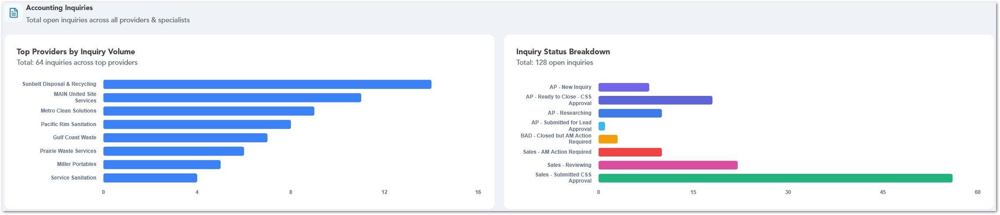 Accounting Inquiries
Total open inquiries across all providers & specialists
Top Providers by Inquiry Volume
Total: 64 inquiries across top providers
Sunbelt Disposal & Recycling
MAIN United Site
Services
Metro Clean Solutions
Pacific Rim Sanitation
Gulf Coast Waste
Prairie Waste Services
Miller Portables
Service Sanitation
0 4 8 12 16
Inquiry Status Breakdown
Total: 128 open inquiries
AP - New Inquiry
AP - Ready to Close - CSS
Approval
AP - Researching
AP - Submitted for Lead
Approval
BAD - Closed but AM Action
Required
Sales - AM Action Required
Sales - Reviewing
Sales - Submitted CSS
Approval
0 15 30 45 60